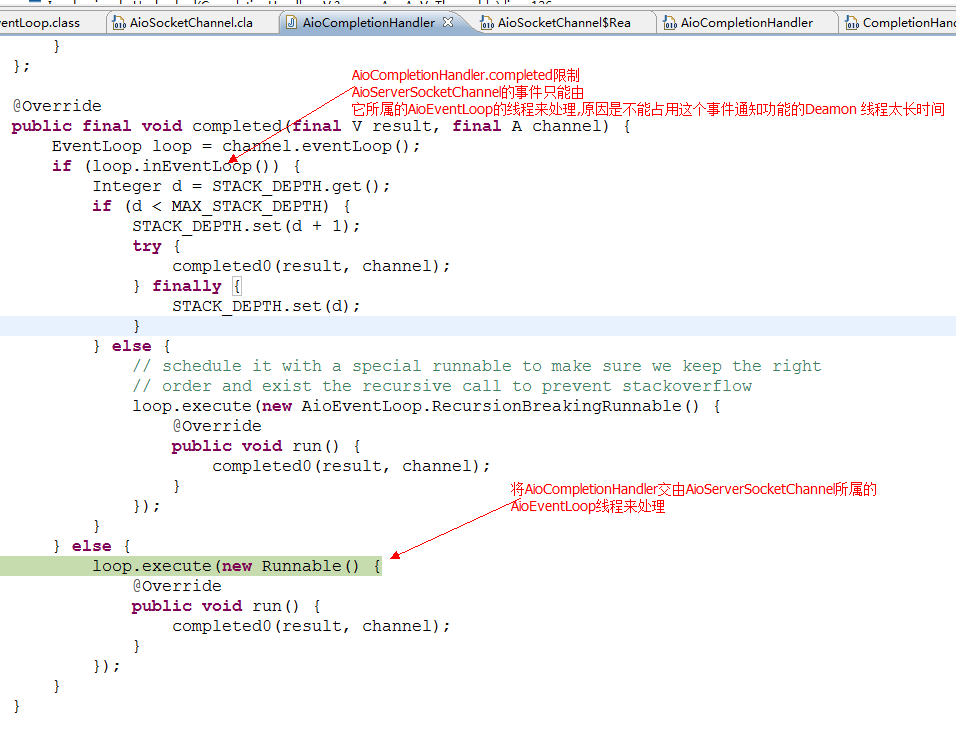 ventLoop.class
AioSocketChannel.cla
AioCompletionHandler
AioSocketChannel$Rea
AioCompletionHandler
CompletionHand
}
};
AioCompletionHandler.completed限制
AioServerSocketChannel的事件只能由
它所属的AioEventLoop的线程来处理,原因是不能占用这个事件通知功能的Deamon 线程太长时间
@Override
public final void completed(final V result, final A channel) {
EventLoop loop = channel.eventLoop();
if (loop.inEventLoop()) {
Integer d = STACK_DEPTH.get();
if (d < MAX_STACK_DEPTH) {
STACK_DEPTH.set(d + 1);
try {
completed0(result, channel);
} finally {
STACK_DEPTH.set(d);
}
} else {
// schedule it with a special runnable to make sure we keep the right
// order and exist the recursive call to prevent stackoverflow
loop.execute(new AioEventLoop.RecursionBreakingRunnable() {
@Override
public void run() {
completed0(result, channel);
}
});
}
将AioCompletionHandler交由AioServerSocketChannel所属的
AioEventLoop线程来处理
} else {
loop.execute(new Runnable() {
@Override
public void run() {
completed0(result, channel);
}
});
}
}